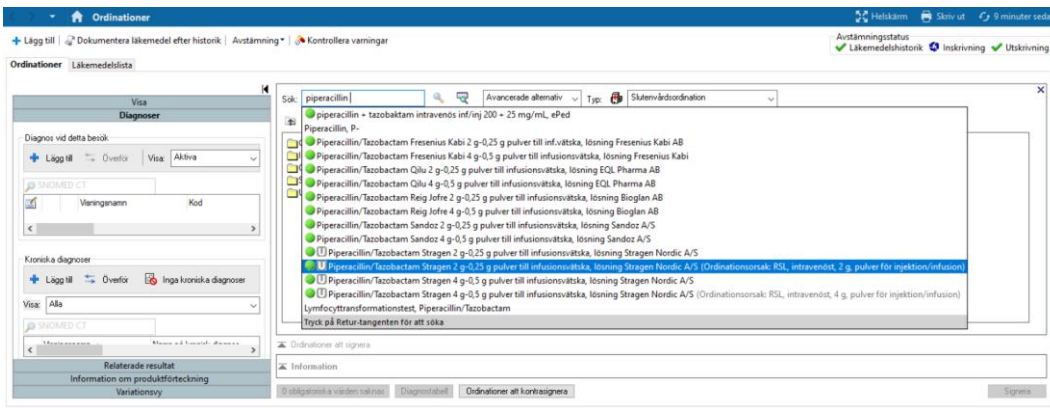 Ordinationer
Helskärm Skriv ut 9 minuter seda
Lägg till Dokumentera läkemedel efter historik Avstämning Kontrollera varningar
Avstämningsstatus
Läkemedelshistorik Inskrivning Utskrivning
Ordinationer Läkemedelslista
Visa
Diagnoser
Diagnos vid detta besök
Lägg till Överför Visa: Aktiva
SNOMED CT
Visningsnamn Kod
Kroniska diagnoser
Lägg till Överför Inga kroniska diagnoser
Visa: Alla
SNOMED CT
Relaterade resultat
Information om produktförteckning
Variationsvy
Sök: piperacillin Avancerade alternativ Typ: Slutenvårdsordination
piperacillin + tazobaktam intravenös inf/inj 200 + 25 mg/mL, ePed
Piperacillin, P-
Piperacillin/Tazobactam Fresenius Kabi 2 g-0,25 g pulver till inf.vätska, lösning Fresenius Kabi AB
Piperacillin/Tazobactam Fresenius Kabi 4 g-0,5 g pulver till infusionsvätska, lösning Fresenius Kabi
Piperacillin/Tazobactam Qilu 2 g-0,25 g pulver till infusionsvätska, lösning EQL Pharma AB
Piperacillin/Tazobactam Qilu 4 g-0,5 g pulver till infusionsvätska, lösning EQL Pharma AB
Piperacillin/Tazobactam Reig Jofre 2 g-0,25 g pulver till infusionsvätska, lösning Bioglan AB
Piperacillin/Tazobactam Reig Jofre 4 g-0,5 g pulver till infusionsvätska, lösning Bioglan AB
Piperacillin/Tazobactam Sandoz 2 g-0,25 g pulver till infusionsvätska, lösning Sandoz A/S
Piperacillin/Tazobactam Sandoz 4 g-0,5 g pulver till infusionsvätska, lösning Sandoz A/S
Piperacillin/Tazobactam Stragen 2 g-0,25 g pulver till infusionsvätska, lösning Stragen Nordic A/S
Piperacillin/Tazobactam Stragen 2 g-0,25 g pulver till infusionsvätska, lösning Stragen Nordic A/S (Ordinationsorsak: RSL, intravenöst, 2 g, pulver för injektion/infusion)
Piperacillin/Tazobactam Stragen 4 g-0,5 g pulver till infusionsvätska, lösning Stragen Nordic A/S
Piperacillin/Tazobactam Stragen 4 g-0,5 g pulver till infusionsvätska, lösning Stragen Nordic A/S (Ordinationsorsak: RSL, intravenöst, 4 g, pulver för injektion/infusion)
Lymfocyttransformationstest, Piperacillin/Tazobactam
Tryck på Retur-tangenten för att söka
Ordinationer att signera
Information
0 obligatoriska värden saknas Diagnostabell Ordinationer att kontrasignera Signera